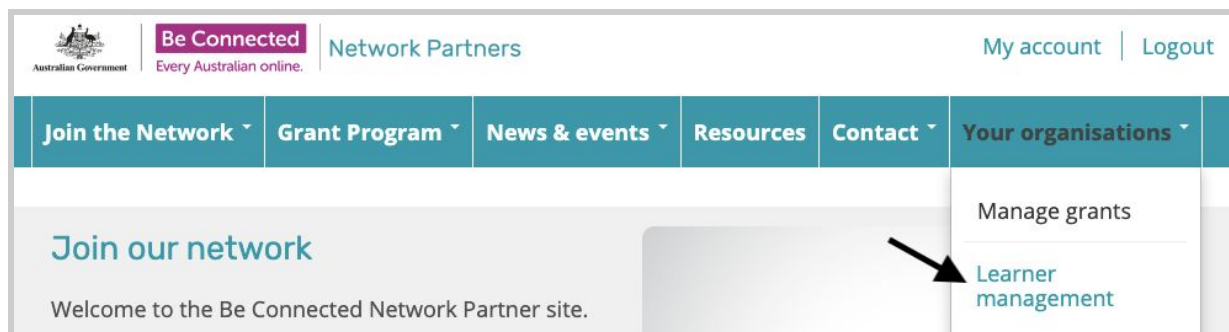 Australian Government
Be Connected
Every Australian online.
Network Partners
My account
Logout
Join the Network
Grant Program
News & events
Resources
Contact
Your organisations
Manage grants
Learner
management
Join our network
Welcome to the Be Connected Network Partner site.